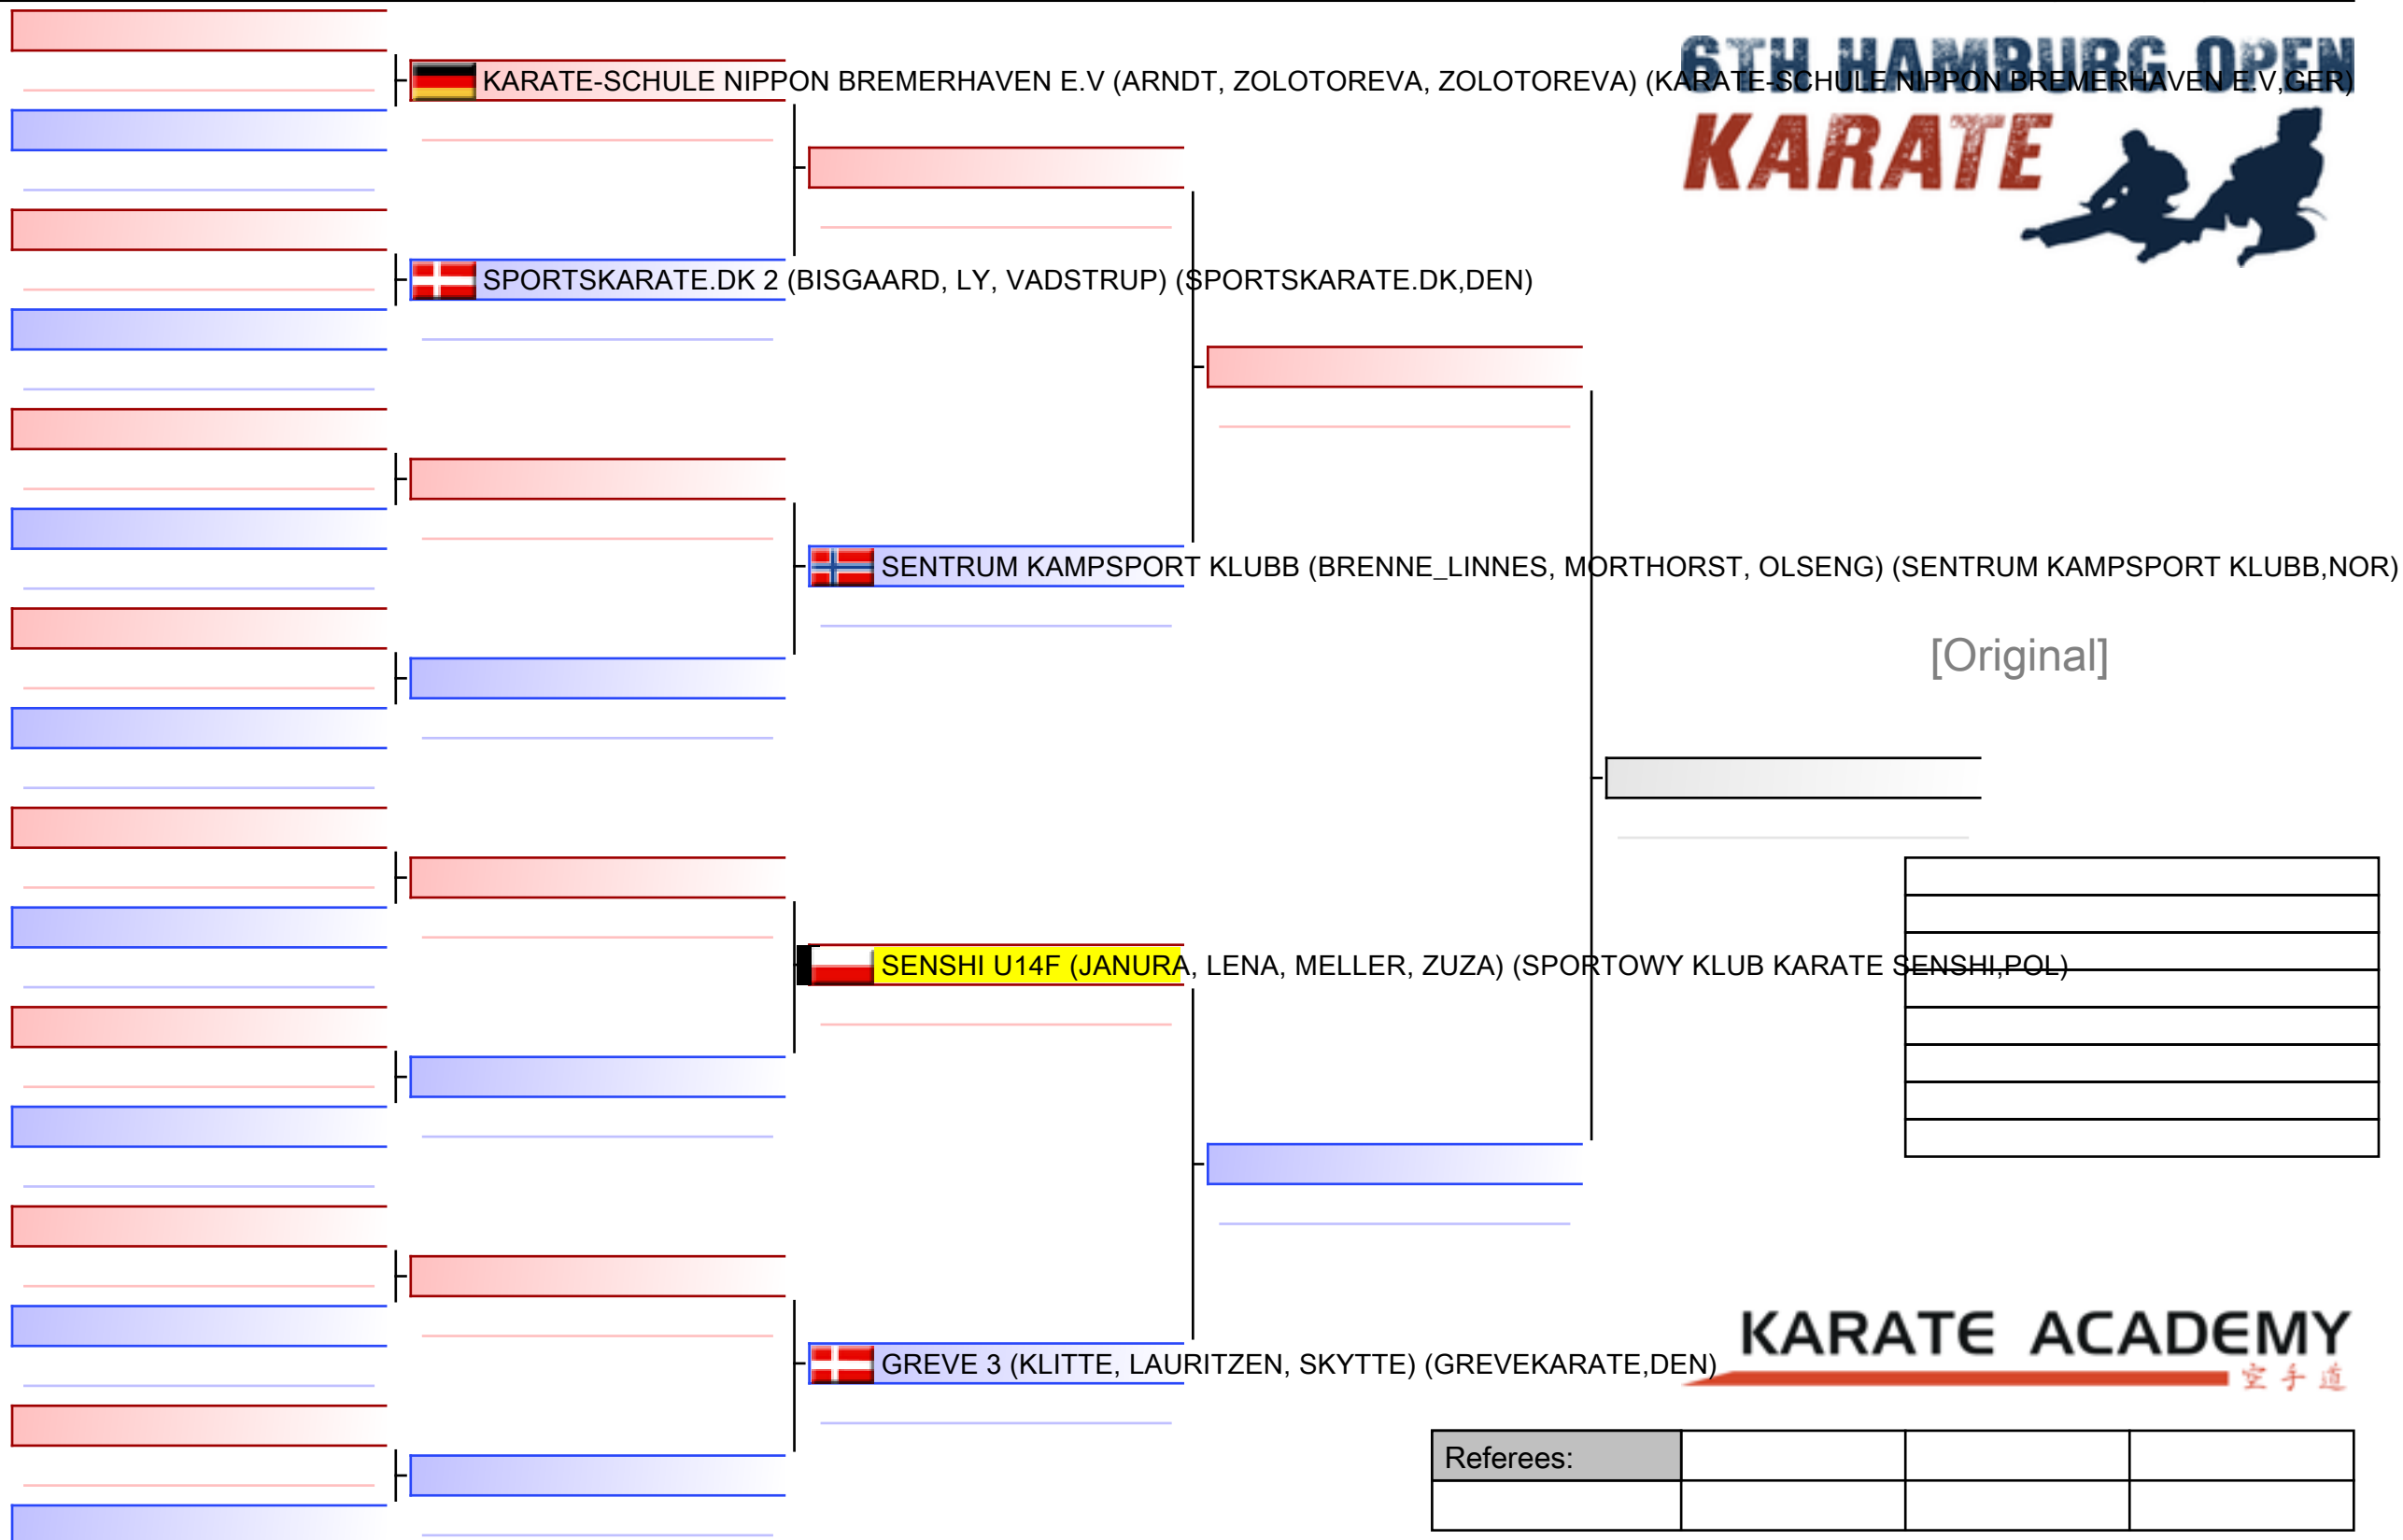 6TH HAMBURG OPEN
KARATE
KARATE-SCHULE NIPPON BREMERHAVEN E.V (ARNDT, ZOLOTOREVA, ZOLOTOREVA) (KARATE-SCHULE NIPPON BREMERHAVEN E.V,GER)
SPORTSKARATE.DK 2 (BISGAARD, LY, VADSTRUP) (SPORTSKARATE.DK,DEN)
SENTRUM KAMPSPORT KLUBB (BRENNE_LINNES, MORTHORST, OLSENG) (SENTRUM KAMPSPORT KLUBB,NOR)
[Original]
SENSHI U14F (JANURA, LENA, MELLER, ZUZA) (SPORTOWY KLUB KARATE SENSHI,POL)
GREVE 3 (KLITTE, LAURITZEN, SKYTTE) (GREVEKARATE,DEN)
KARATE ACADEMY
空手道
Referees: